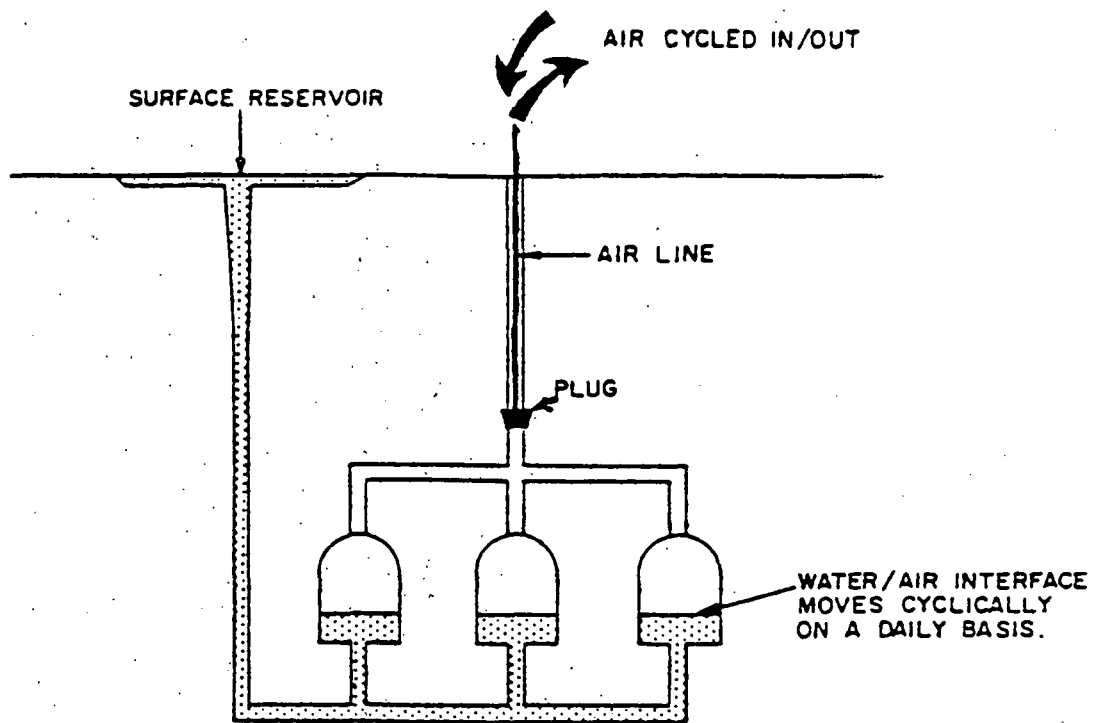 AIR CYCLED IN/OUT
SURFACE RESERVOIR
AIR LINE
PLUG
WATER/AIR INTERFACE
MOVES CYCLICALLY
ON A DAILY BASIS.